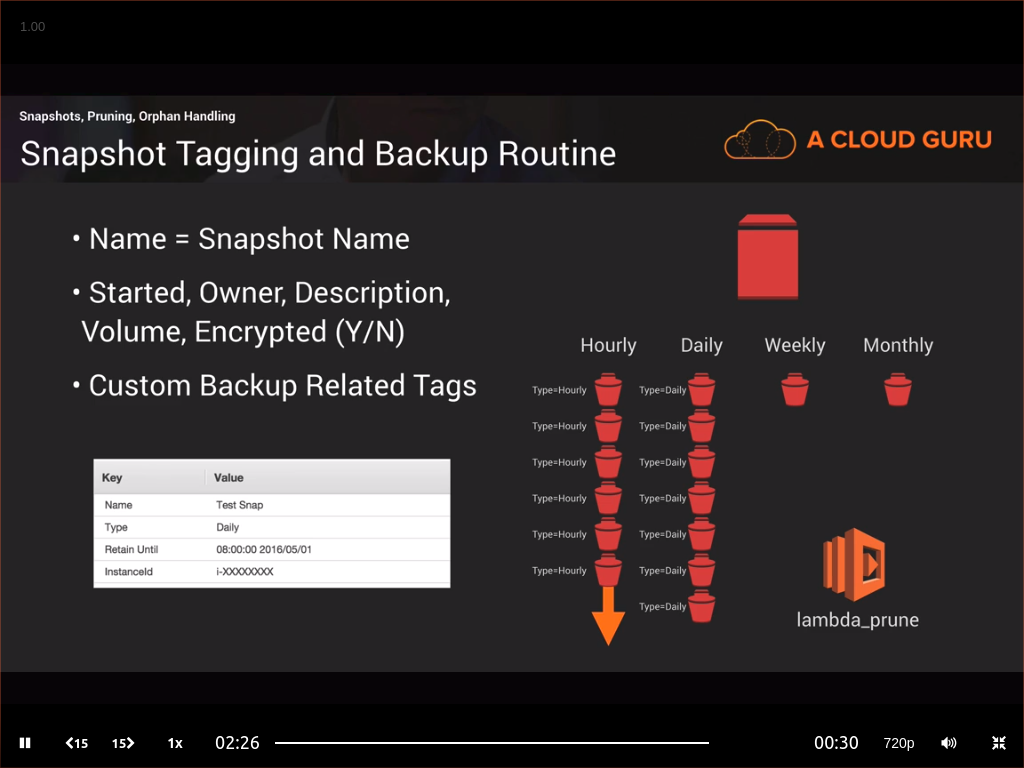 1.00
Snapshots, Pruning, Orphan Handling
Snapshot Tagging and Backup Routine
A CLOUD GURU
• Name = Snapshot Name
• Started, Owner, Description,
Volume, Encrypted (Y/N)
• Custom Backup Related Tags
Key Value
Name Test Snap
Type Daily
Retain Until 08:00:00 2016/05/01
InstanceId i-XXXXXXXX
Hourly Daily Weekly Monthly
Type=Hourly Type=Daily
Type=Hourly Type=Daily
Type=Hourly Type=Daily
Type=Hourly Type=Daily
Type=Hourly Type=Daily
Type=Hourly Type=Daily
Type=Daily
lambda_prune
15 15 1x 02:26 00:30 720p